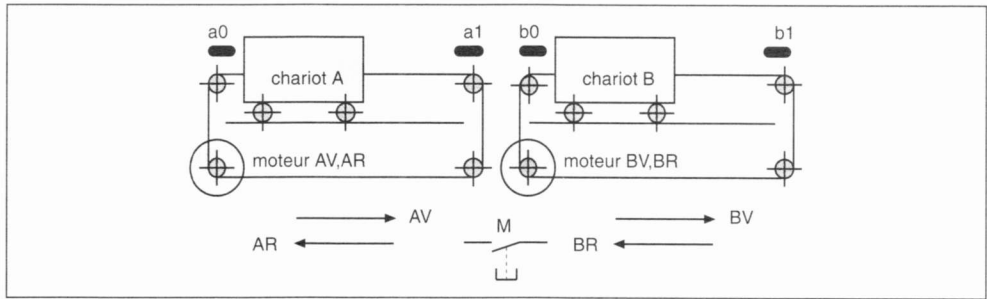 a0 a1 b0 b1
chariot A chariot B
moteur AV,AR moteur BV,BR
AV M BV
AR BR